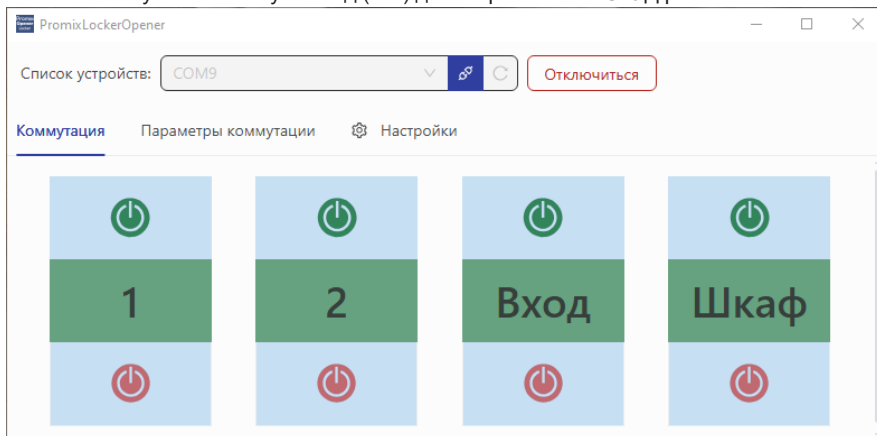 PromixLockerOpener
Список устройств: COM9 Отключиться
Коммутация Параметры коммутации Настройки
1 2 Вход Шкаф